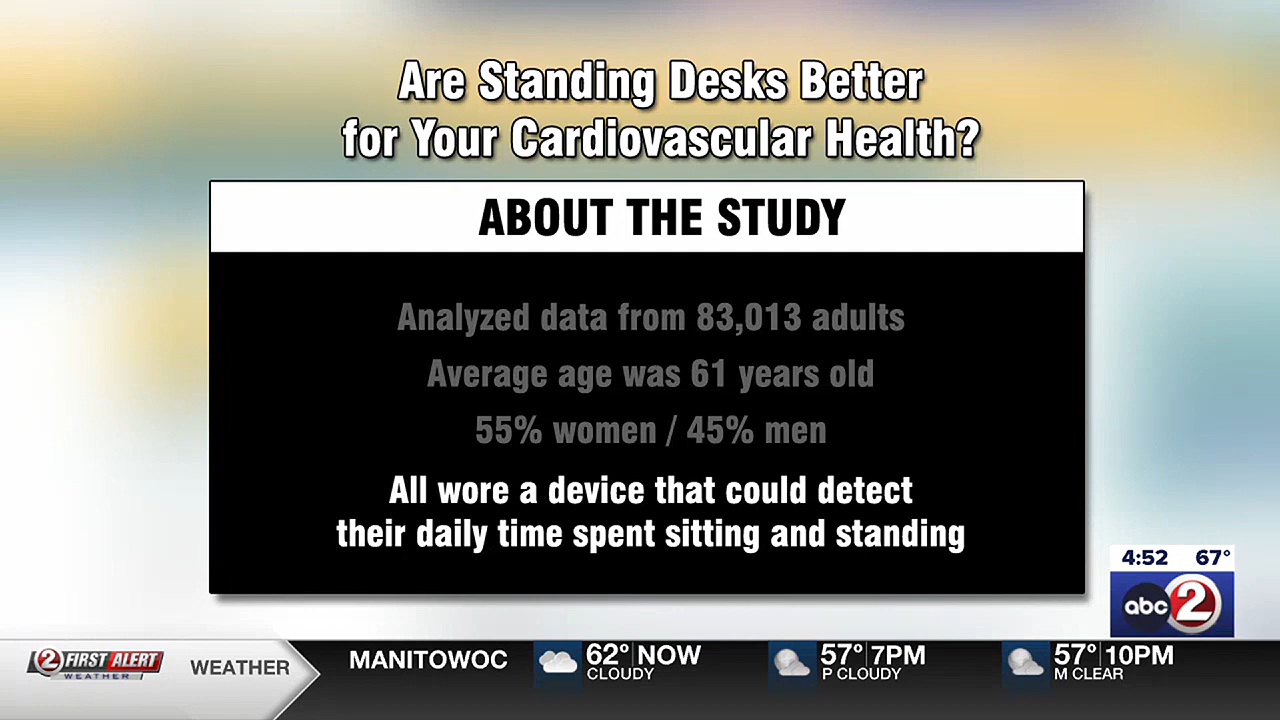 Are Standing Desks Better
for Your Cardiovascular Health?
ABOUT THE STUDY
Analyzed data from 83,013 adults
Average age was 61 years old
55% women / 45% men
All wore a device that could detect
their daily time spent sitting and standing
4:52 67°
abc 2
2 FIRST ALERT
WEATHER
WEATHER
MANITOWOC
62° NOW
CLOUDY
57° 7PM
P CLOUDY
57° 10PM
M CLEAR